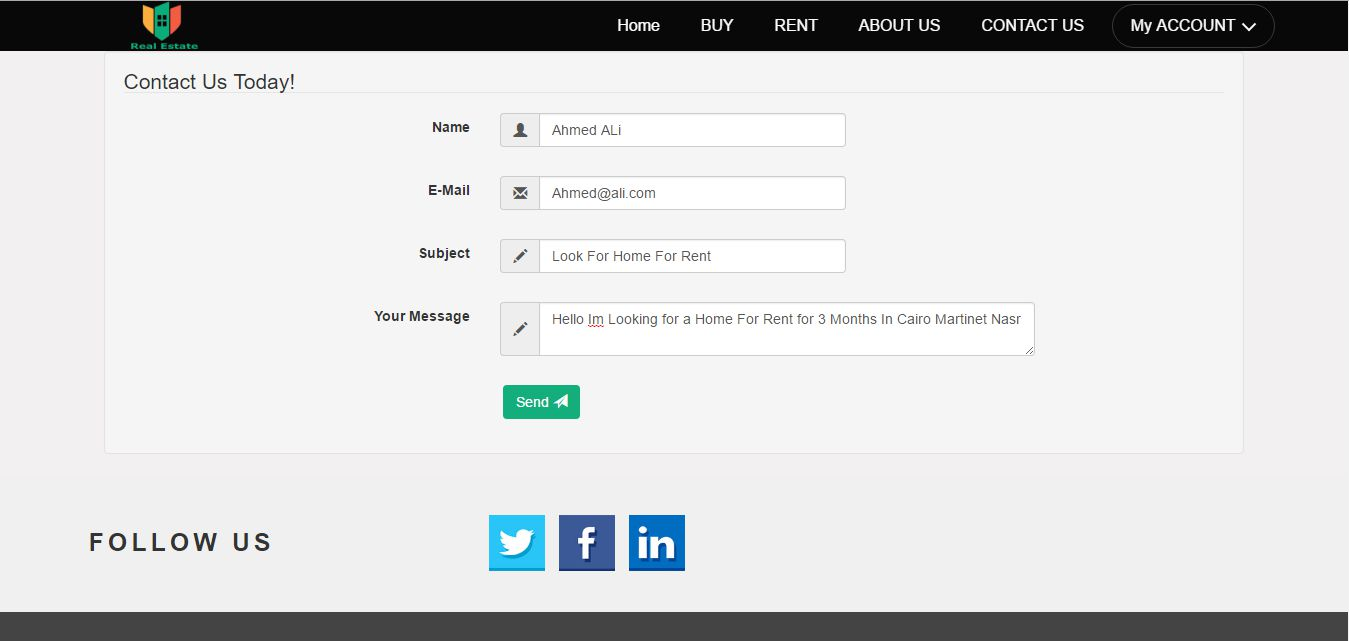 Real Estate
Home BUY RENT ABOUT US CONTACT US My ACCOUNT
Contact Us Today!
Name Ahmed ALi
E-Mail Ahmed@ali.com
Subject Look For Home For Rent
Your Message Hello Im Looking for a Home For Rent for 3 Months In Cairo Martinet Nasr
Send
FOLLOW US f in